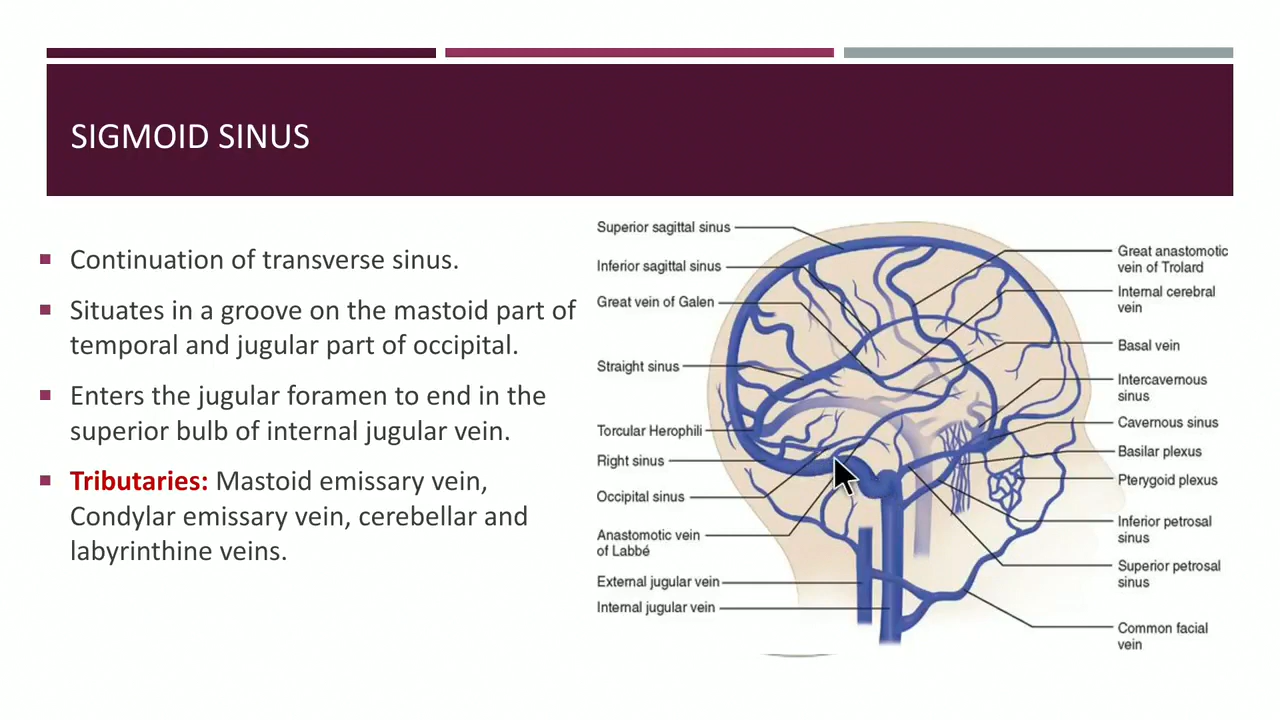 SIGMOID SINUS
Continuation of transverse sinus.
Situates in a groove on the mastoid part of
temporal and jugular part of occipital.
Enters the jugular foramen to end in the
superior bulb of internal jugular vein.
Tributaries: Mastoid emissary vein,
Condylar emissary vein, cerebellar and
labyrinthine veins.
Superior sagittal sinus
Inferior sagittal sinus
Great vein of Galen
Straight sinus
Torcular Herophili
Right sinus
Occipital sinus
Anastomotic vein
of Labbé
External jugular vein
Internal jugular vein
Great anastomotic
vein of Trolard
Internal cerebral
vein
Basal vein
Intercavernous
sinus
Cavernous sinus
Basilar plexus
Pterygoid plexus
Inferior petrosal
sinus
Superior petrosal
sinus
Common facial
vein